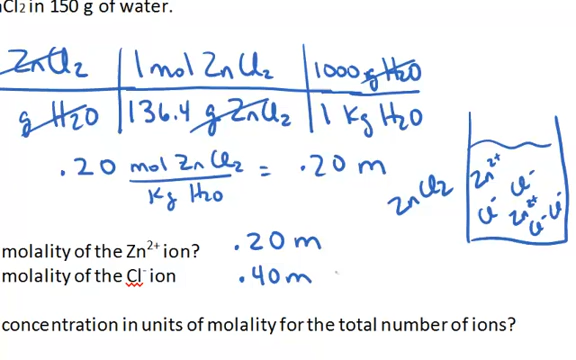 Cl2 in 150 g of water.
ZnCl2 | 1 mol ZnCl2 | 1000 g H2O
g H2O | 136.4 g ZnCl2 | 1 Kg H2O
.20 mol ZnCl2 / Kg H2O = .20 m
ZnCl2
Zn2+ Cl-
Cl- Zn2+ Cl- Cl-
molality of the Zn2+ ion? .20 m
molality of the Cl- ion .40 m
concentration in units of molality for the total number of ions?